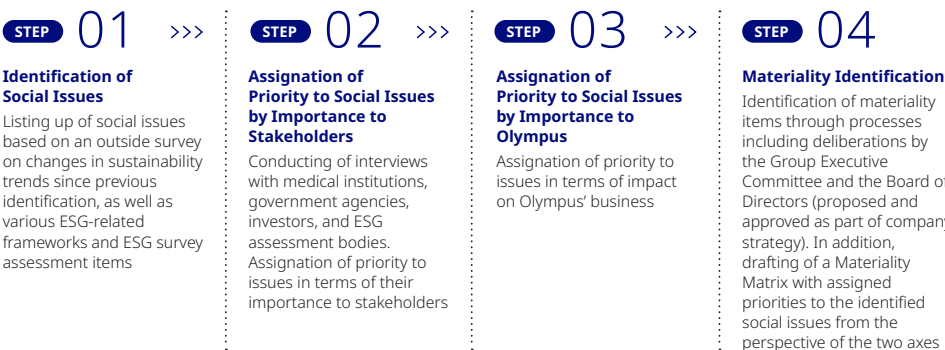 STEP 01 >>>
Identification of
Social Issues
Listing up of social issues
based on an outside survey
on changes in sustainability
trends since previous
identification, as well as
various ESG-related
frameworks and ESG survey
assessment items
STEP 02 >>>
Assignation of
Priority to Social Issues
by Importance to
Stakeholders
Conducting of interviews
with medical institutions,
government agencies,
investors, and ESG
assessment bodies.
Assignation of priority to
issues in terms of their
importance to stakeholders
STEP 03 >>>
Assignation of
Priority to Social Issues
by Importance to
Olympus
Assignation of priority to
issues in terms of impact
on Olympus’ business
STEP 04
Materiality Identification
Identification of materiality
items through processes
including deliberations by
the Group Executive
Committee and the Board of
Directors (proposed and
approved as part of company
strategy). In addition,
drafting of a Materiality
Matrix with assigned
priorities to the identified
social issues from the
perspective of the two axes